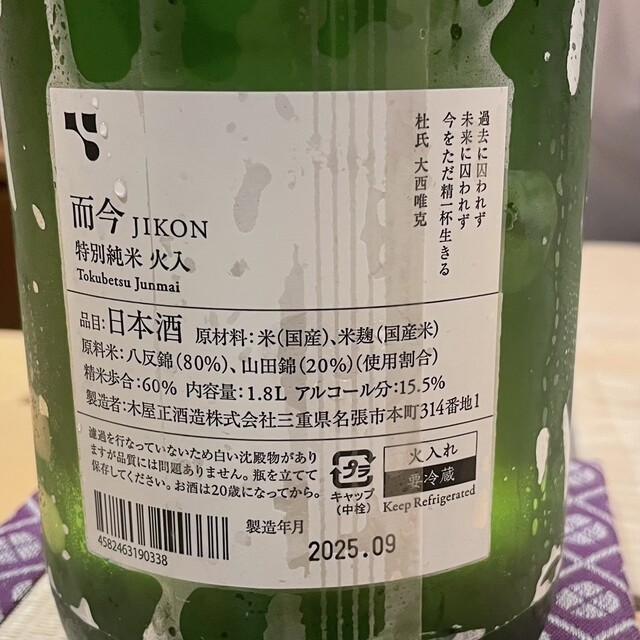 過去に囚われず
未来に囚われず
今をただ精一杯生きる
杜氏 大西唯克
而今 JIKON
特別純米 火入
Tokubetsu Junmai
品目:日本酒 原材料:米(国産)、米麹(国産米)
原料米:八反錦(80%)、山田錦(20%)(使用割合)
精米歩合:60% 内容量:1.8L アルコール分:15.5%
製造者:木屋正酒造株式会社三重県名張市本町314番地1
濾過を行なっていないため白い沈殿物があり
ますが品質には問題ありません。瓶を立てて
保存してください。お酒は20歳になってから。
プラ
キャップ
(中栓)
火入れ
要冷蔵
Keep Refrigerated
4582463190338
製造年月
2025.09